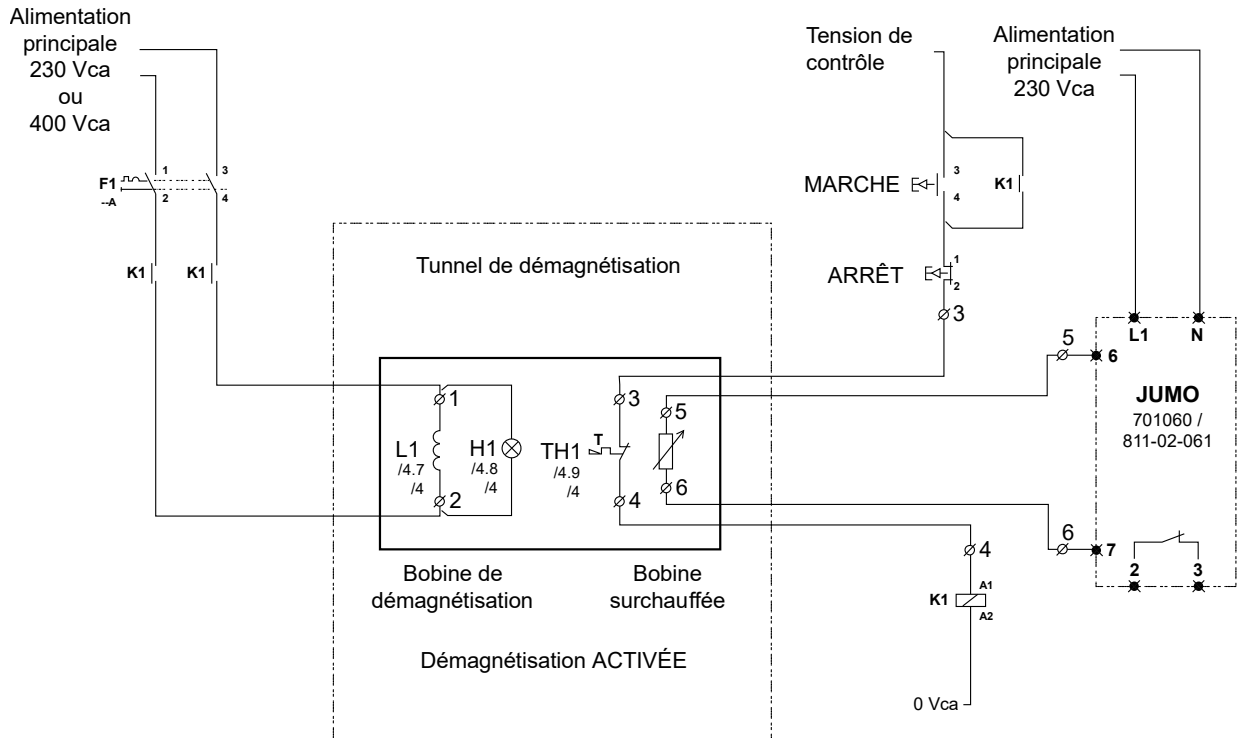 Alimentation
principale
230 Vca
ou
400 Vca
Tension de
contrôle
Alimentation
principale
230 Vca
1
3
F1
--A
2
4
3
MARCHE
K1
4
K1
K1
Tunnel de démagnétisation
1
ARRÊT
2
3
L1
N
5
6
JUMO
701060 /
811-02-061
1
3
5
L1
/4.7
/4
H1
/4.8
/4
T
TH1
/4.9
/4
2
4
6
6
7
4
2
3
Bobine de
démagnétisation
Bobine
surchauffée
A1
K1
A2
Démagnétisation ACTIVÉE
0 Vca